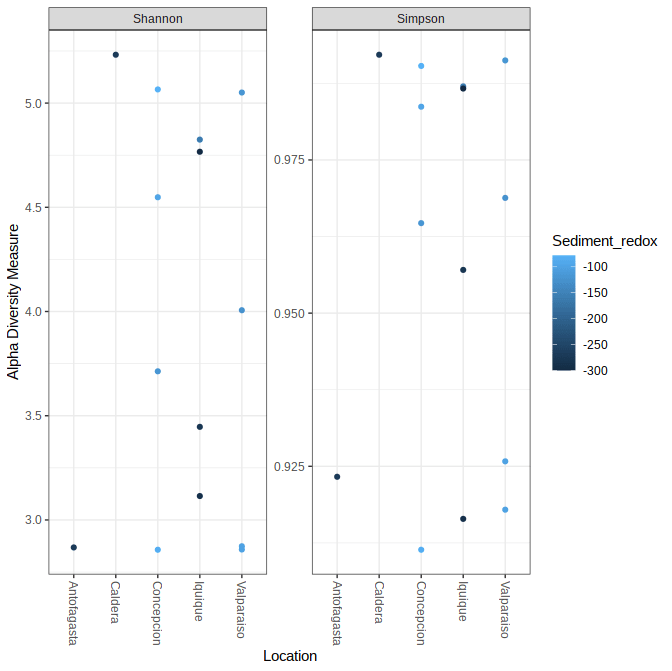 Shannon
Simpson
Alpha Diversity Measure
5.0
4.5
4.0
3.5
3.0
0.975
0.950
0.925
Antofagasta
Caldera
Concepcion
Iquique
Valparaiso
Antofagasta
Caldera
Concepcion
Iquique
Valparaiso
Location
Sediment_redox
-100
-150
-200
-250
-300